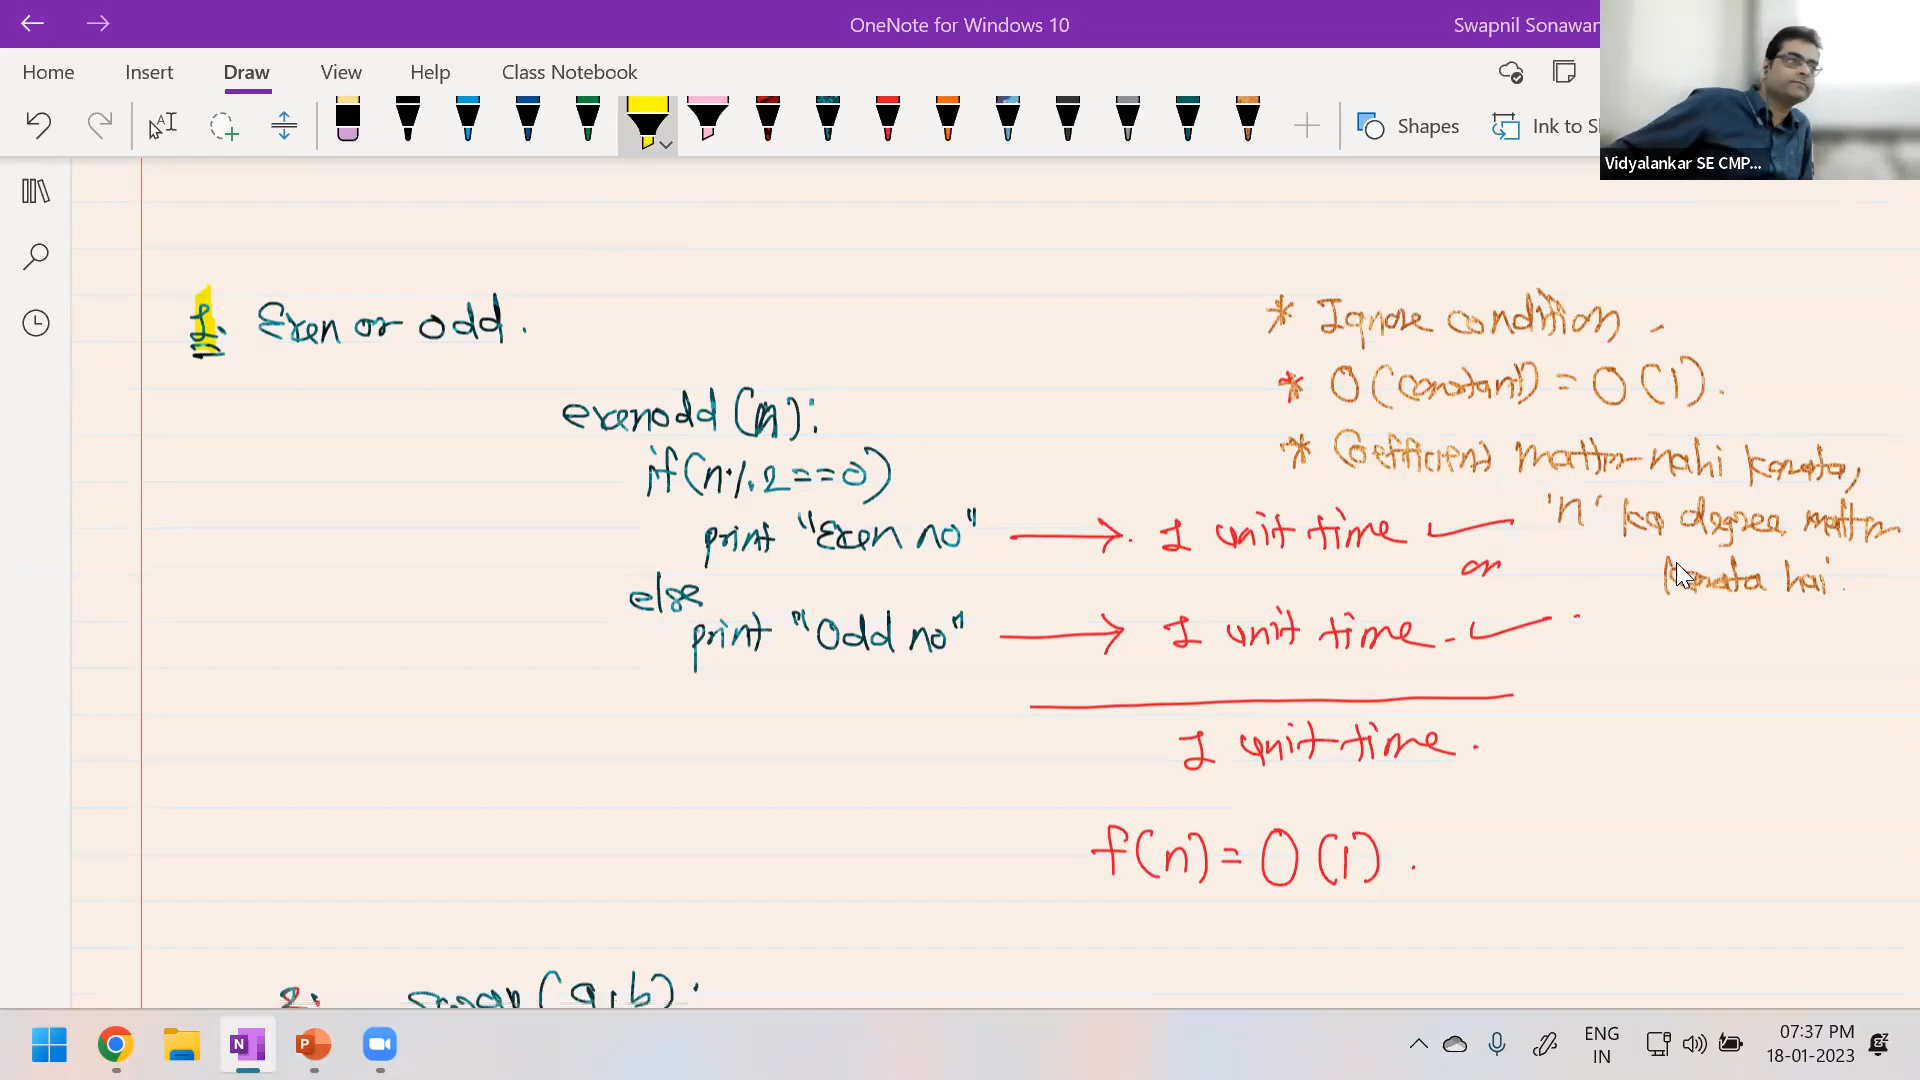 OneNote for Windows 10
Swapnil Sonawar
Home Insert Draw View Help Class Notebook
Shapes
Ink to S
Vidyalankar SE CMP...
1. Even or odd.
evenodd (n):
if (n % 2 == 0)
print "Even no" → 1 unit time
or
else
print "Odd no" → 1 unit time.
1 unit time.
f(n) = O(1).
* Ignore condition.
* O(constant) = O(1).
* Coefficient matter nahi karata,
'n' ka degree matter
karata hai.
2. swap (a, b):
ENG
IN
07:37 PM
18-01-2023